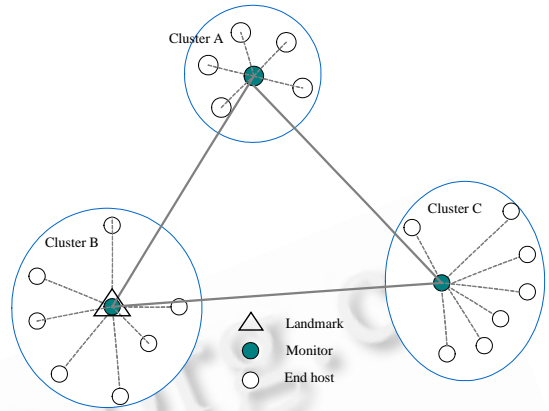 Cluster A
Cluster C
Cluster B
Landmark
Monitor
End host